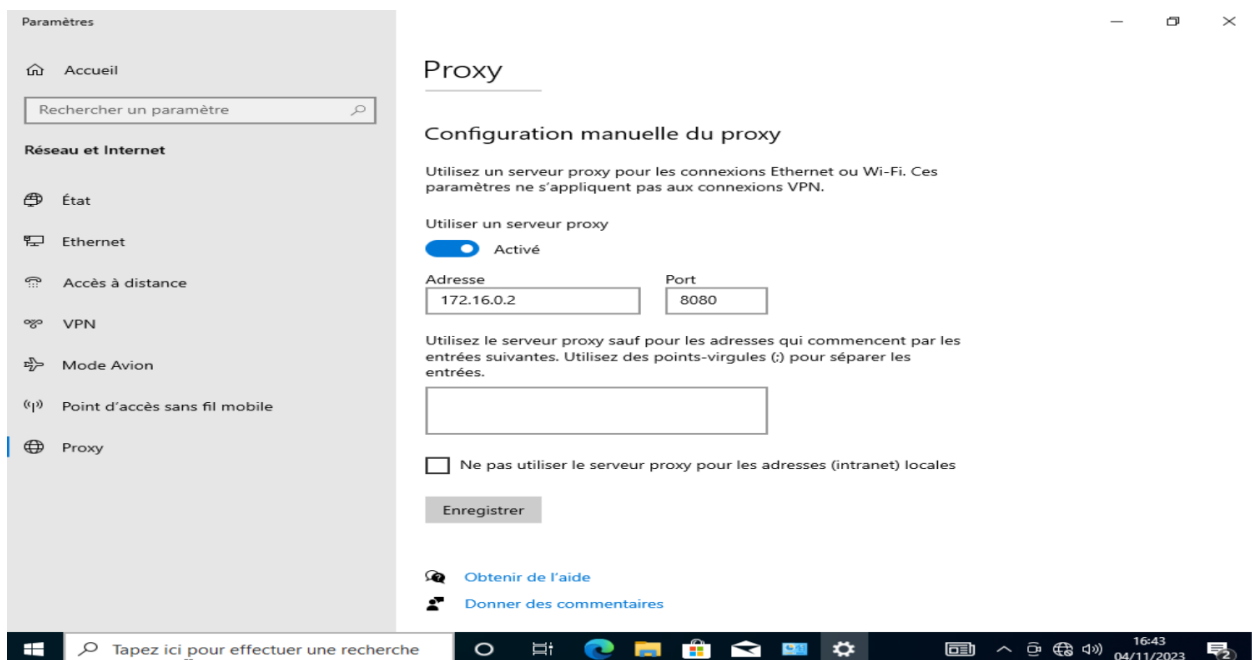 Paramètres
Accueil
Rechercher un paramètre
Réseau et Internet
État
Ethernet
Accès à distance
VPN
Mode Avion
Point d'accès sans fil mobile
Proxy
Proxy
Configuration manuelle du proxy
Utilisez un serveur proxy pour les connexions Ethernet ou Wi-Fi. Ces
paramètres ne s'appliquent pas aux connexions VPN.
Utiliser un serveur proxy
Activé
Adresse Port
172.16.0.2 8080
Utilisez le serveur proxy sauf pour les adresses qui commencent par les
entrées suivantes. Utilisez des points-virgules (;) pour séparer les
entrées.
Ne pas utiliser le serveur proxy pour les adresses (intranet) locales
Enregistrer
Obtenir de l'aide
Donner des commentaires
Tapez ici pour effectuer une recherche
16:43
04/11/2023
2